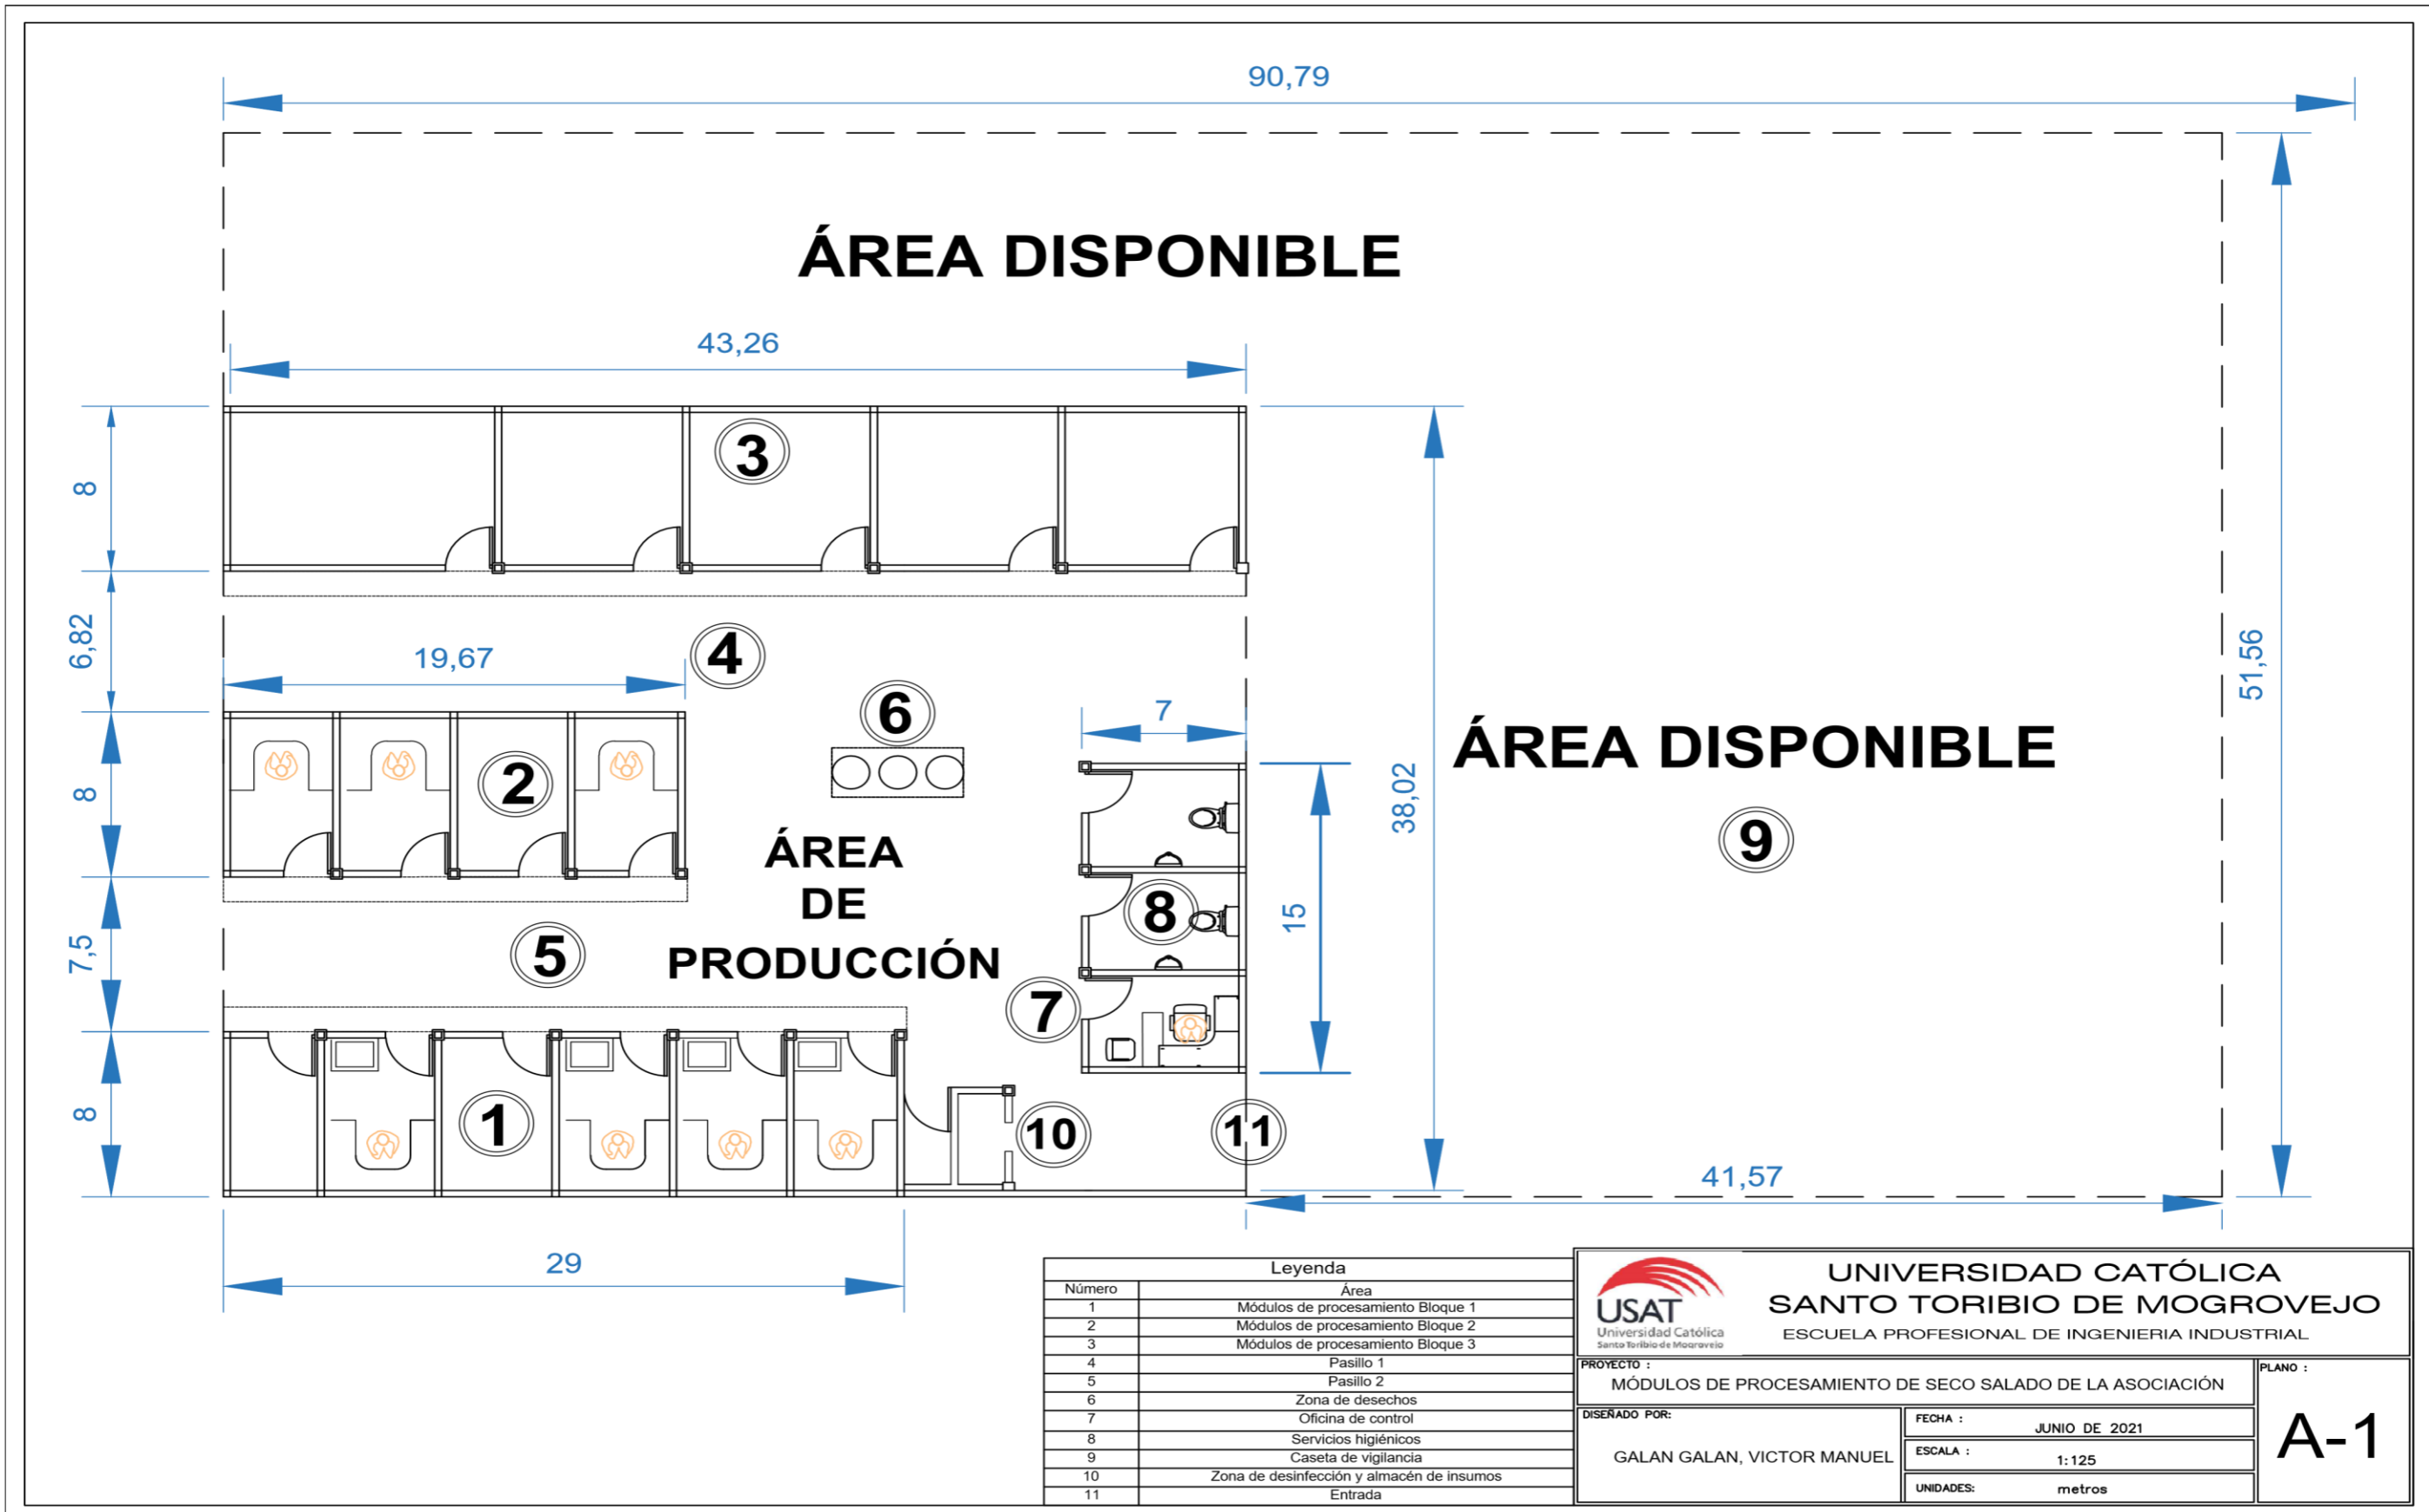 90,79
ÁREA DISPONIBLE
43,26
3
8
6,82
4
19,67
6
7
51,56
ÁREA DISPONIBLE
2
8
38,02
9
ÁREA
DE
PRODUCCIÓN
8
15
5
7,5
7
1
8
10
11
41,57
29
Leyenda
Número Área
1 Módulos de procesamiento Bloque 1
2 Módulos de procesamiento Bloque 2
3 Módulos de procesamiento Bloque 3
4 Pasillo 1
5 Pasillo 2
6 Zona de desechos
7 Oficina de control
8 Servicios higiénicos
9 Caseta de vigilancia
10 Zona de desinfección y almacén de insumos
11 Entrada
USAT
Universidad Católica
Santo Toribio de Mogrovejo
UNIVERSIDAD CATÓLICA
SANTO TORIBIO DE MOGROVEJO
ESCUELA PROFESIONAL DE INGENIERIA INDUSTRIAL
PROYECTO :
MÓDULOS DE PROCESAMIENTO DE SECO SALADO DE LA ASOCIACIÓN
PLANO :
A-1
DISEÑADO POR:
GALAN GALAN, VICTOR MANUEL
FECHA : JUNIO DE 2021
ESCALA : 1:125
UNIDADES: metros